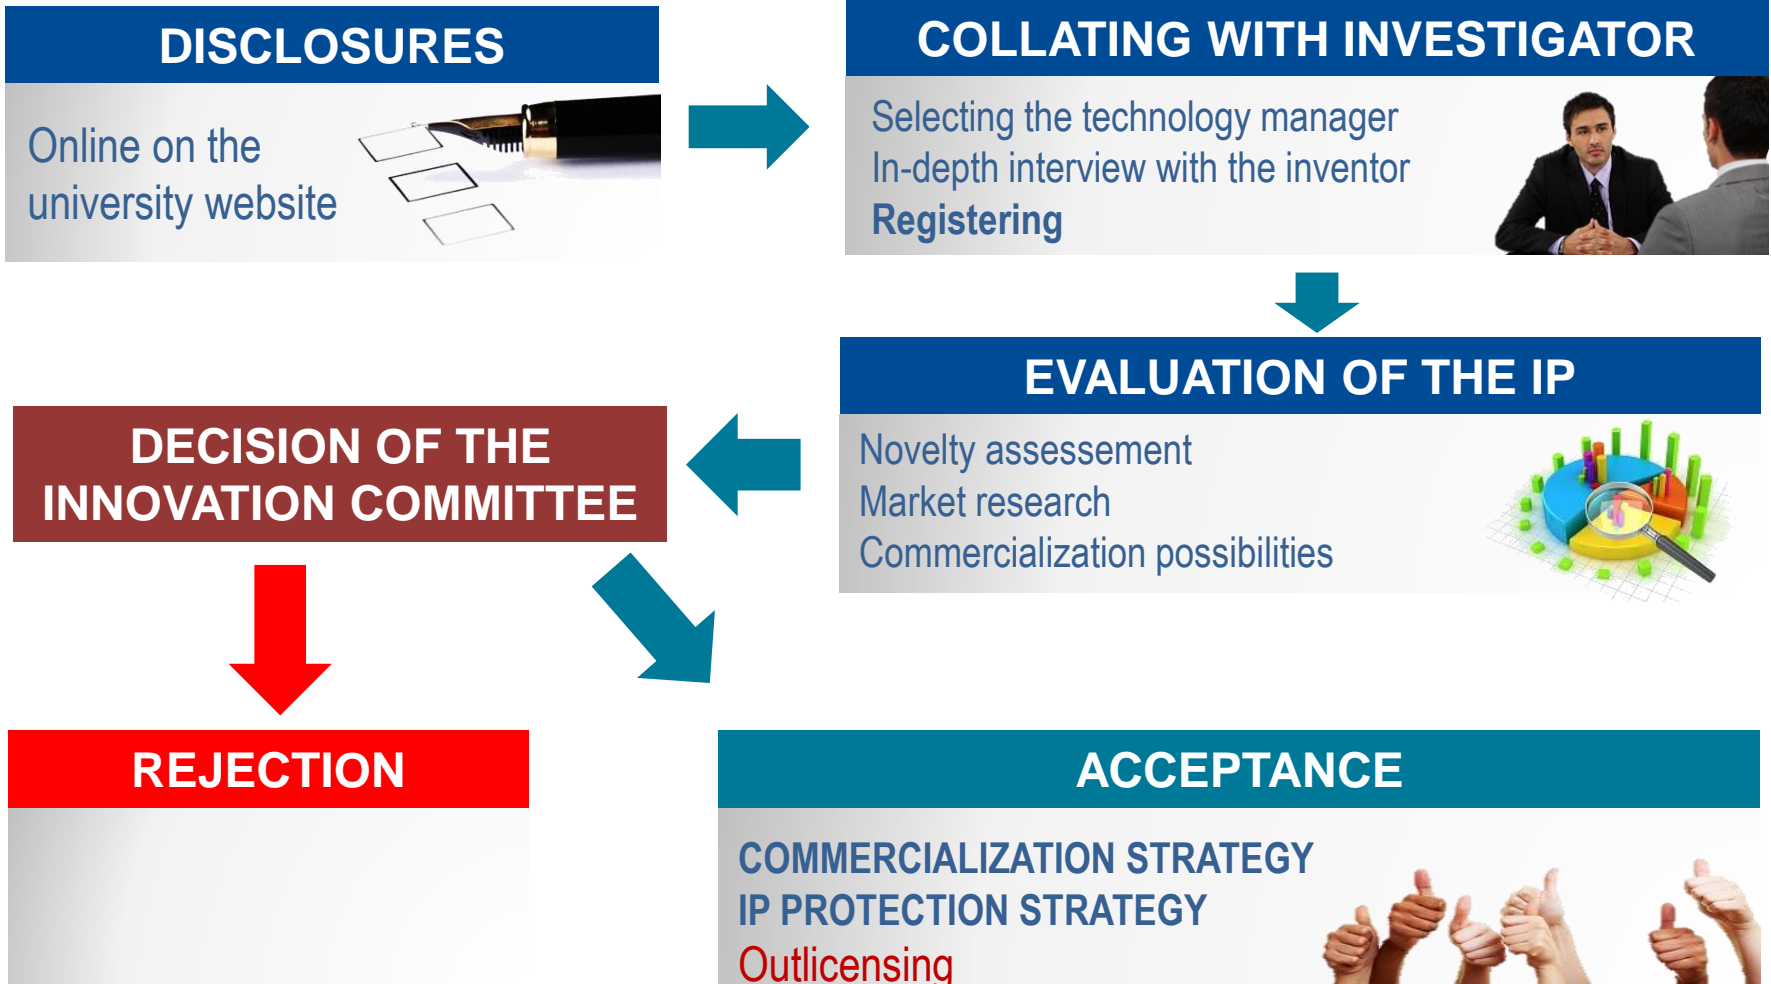 DISCLOSURES
Online on the
university website
COLLATING WITH INVESTIGATOR
Selecting the technology manager
In-depth interview with the inventor
Registering
EVALUATION OF THE IP
Novelty assessement
Market research
Commercialization possibilities
DECISION OF THE
INNOVATION COMMITTEE
REJECTION
ACCEPTANCE
COMMERCIALIZATION STRATEGY
IP PROTECTION STRATEGY
Outlicensing